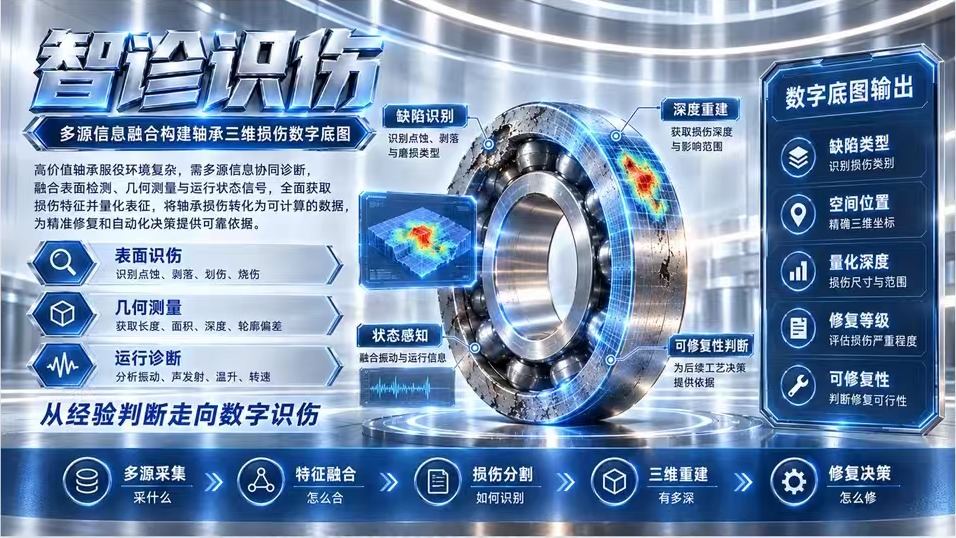 智诊识伤
多源信息融合构建轴承三维损伤数字底图
高价值轴承服役环境复杂，需多源信息协同诊断，
融合表面检测、几何测量与运行状态信号，全面获取
损伤特征并量化表征，将轴承损伤转化为可计算的数据，
为精准修复和自动化决策提供可靠依据。
表面识伤
识别点蚀、剥落、划伤、烧伤
几何测量
获取长度、面积、深度、轮廓偏差
运行诊断
分析振动、声发射、温升、转速
从经验判断走向数字识伤
缺陷识别
识别点蚀、剥落
与磨损类型
深度重建
获取损伤深度
与影响范围
状态感知
融合振动与运行信息
可修复性判断
为后续工艺决策
提供依据
数字底图输出
缺陷类型
识别损伤类别
空间位置
精确三维坐标
量化深度
损伤尺寸与范围
修复等级
评估损伤严重程度
可修复性
判断修复可行性
多源采集
采什么
特征融合
怎么合
损伤分割
如何识别
三维重建
有多深
修复决策
怎么修